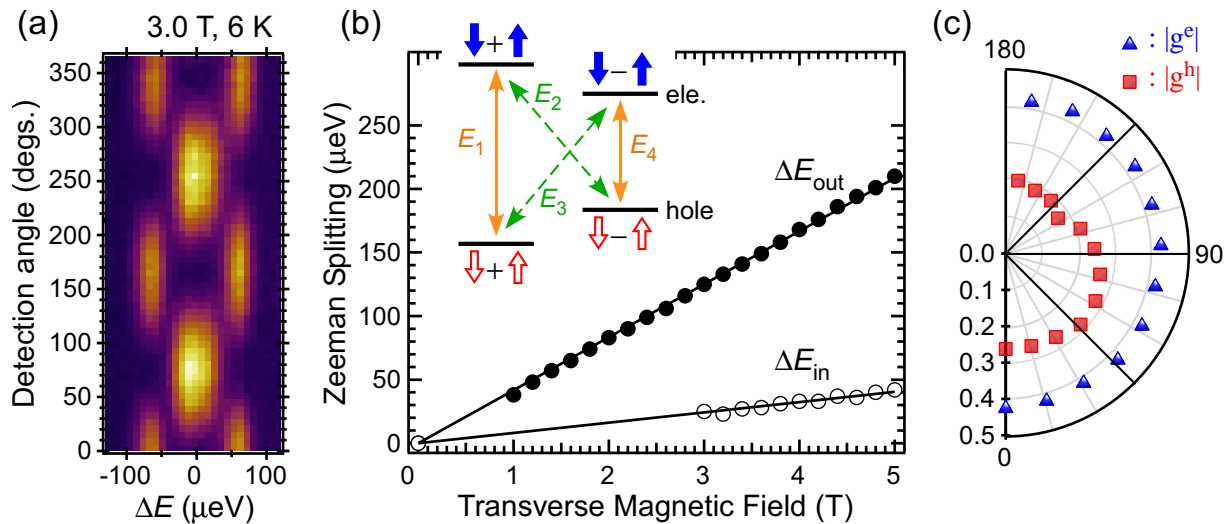 (a)
3.0 T, 6 K
Detection angle (degs.)
350
300
250
200
150
100
50
0
-100
0
100
ΔE (μeV)
(b)
Zeeman Splitting (μeV)
250
200
150
100
50
0
0
1
2
3
4
5
Transverse Magnetic Field (T)
+
−
ele.
E₁
E₂
E₃
E₄
hole
+
−
ΔE_out
ΔE_in
(c)
: |gᵉ|
: |gʰ|
180
90
0
0.0
0.1
0.2
0.3
0.4
0.5